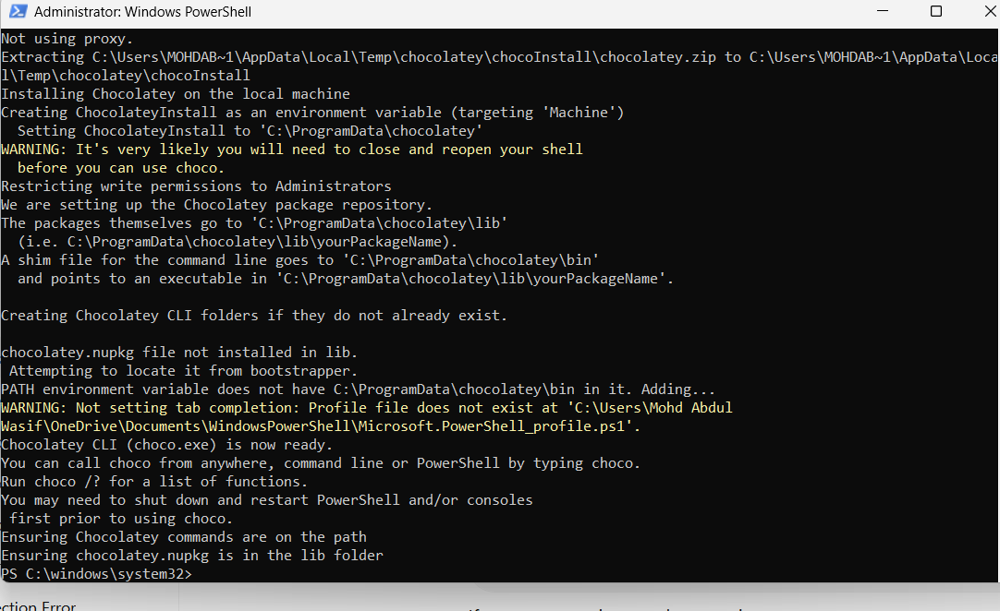 Administrator: Windows PowerShell
Not using proxy.
Extracting C:\Users\MOHDAB~1\AppData\Local\Temp\chocolatey\chocoInstall\chocolatey.zip to C:\Users\MOHDAB~1\AppData\Loca
l\Temp\chocolatey\chocoInstall
Installing Chocolatey on the local machine
Creating ChocolateyInstall as an environment variable (targeting 'Machine')
  Setting ChocolateyInstall to 'C:\ProgramData\chocolatey'
WARNING: It's very likely you will need to close and reopen your shell
  before you can use choco.
Restricting write permissions to Administrators
We are setting up the Chocolatey package repository.
The packages themselves go to 'C:\ProgramData\chocolatey\lib'
  (i.e. C:\ProgramData\chocolatey\lib\yourPackageName).
A shim file for the command line goes to 'C:\ProgramData\chocolatey\bin'
  and points to an executable in 'C:\ProgramData\chocolatey\lib\yourPackageName'.

Creating Chocolatey CLI folders if they do not already exist.

chocolatey.nupkg file not installed in lib.
 Attempting to locate it from bootstrapper.
PATH environment variable does not have C:\ProgramData\chocolatey\bin in it. Adding...
WARNING: Not setting tab completion: Profile file does not exist at 'C:\Users\Mohd Abdul
Wasif\OneDrive\Documents\WindowsPowerShell\Microsoft.PowerShell_profile.ps1'.
Chocolatey CLI (choco.exe) is now ready.
You can call choco from anywhere, command line or PowerShell by typing choco.
Run choco /? for a list of functions.
You may need to shut down and restart PowerShell and/or consoles
 first prior to using choco.
Ensuring Chocolatey commands are on the path
Ensuring chocolatey.nupkg is in the lib folder
PS C:\windows\system32>
ction Error